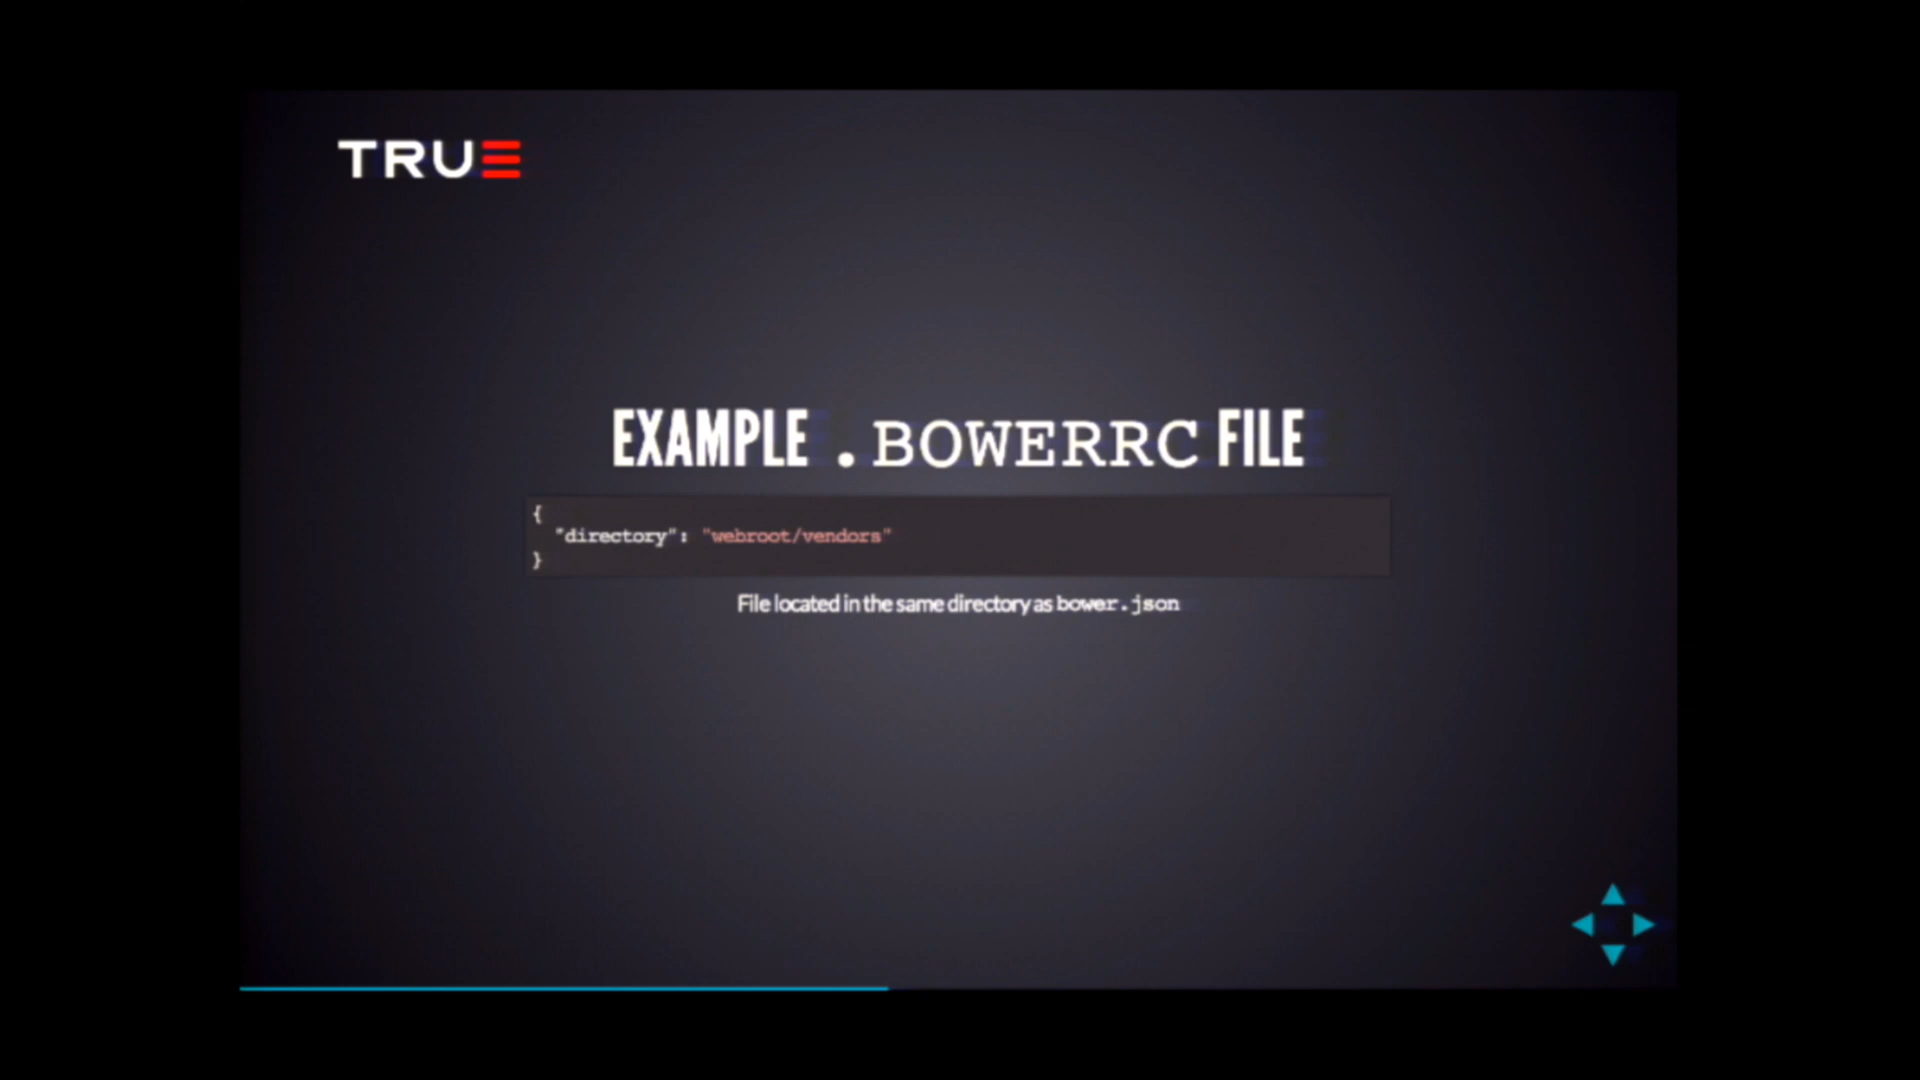 TRUE
EXAMPLE .BOWERRC FILE
{
"directory": "webroot/vendors"
}
File located in the same directory as bower.json